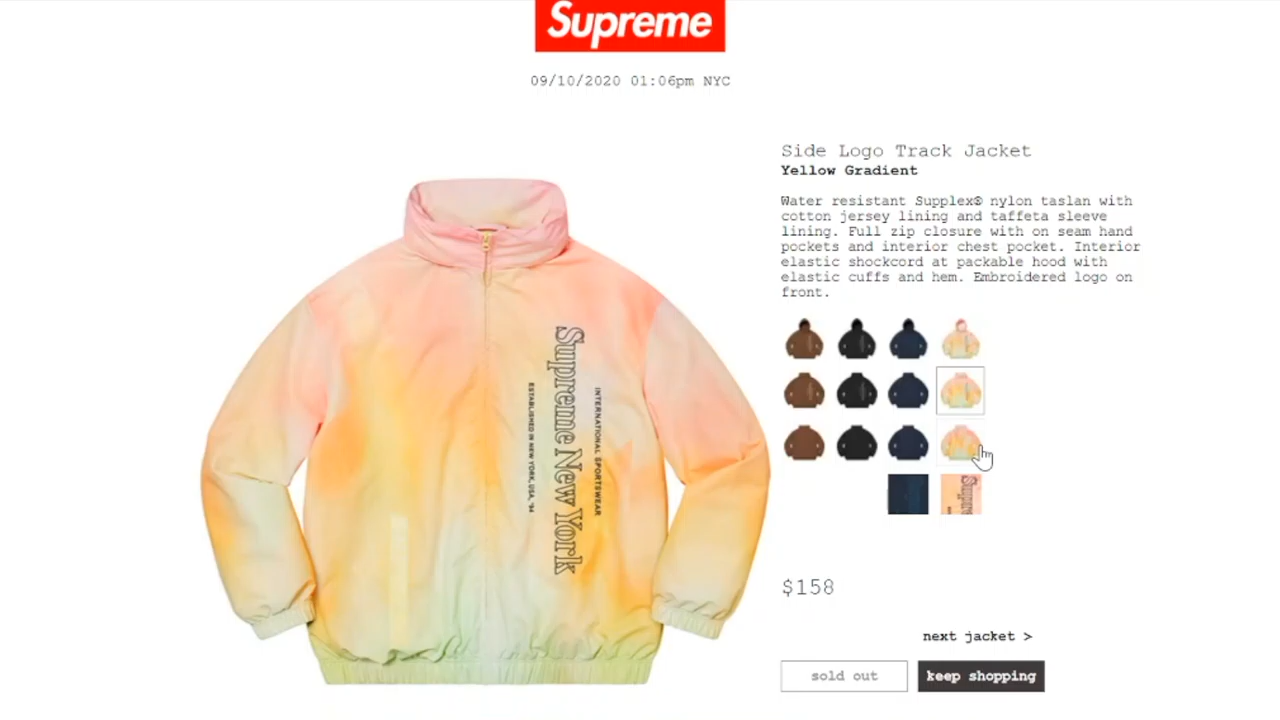 Supreme
09/10/2020 01:06pm NYC
Side Logo Track Jacket
Yellow Gradient
Water resistant Supplex® nylon taslan with
cotton jersey lining and taffeta sleeve
lining. Full zip closure with on seam hand
pockets and interior chest pocket. Interior
elastic shockcord at packable hood with
elastic cuffs and hem. Embroidered logo on
front.
INTERNATIONAL SPORTSWEAR
Supreme New York
ESTABLISHED IN NEW YORK, USA, '94
$158
next jacket >
sold out
keep shopping